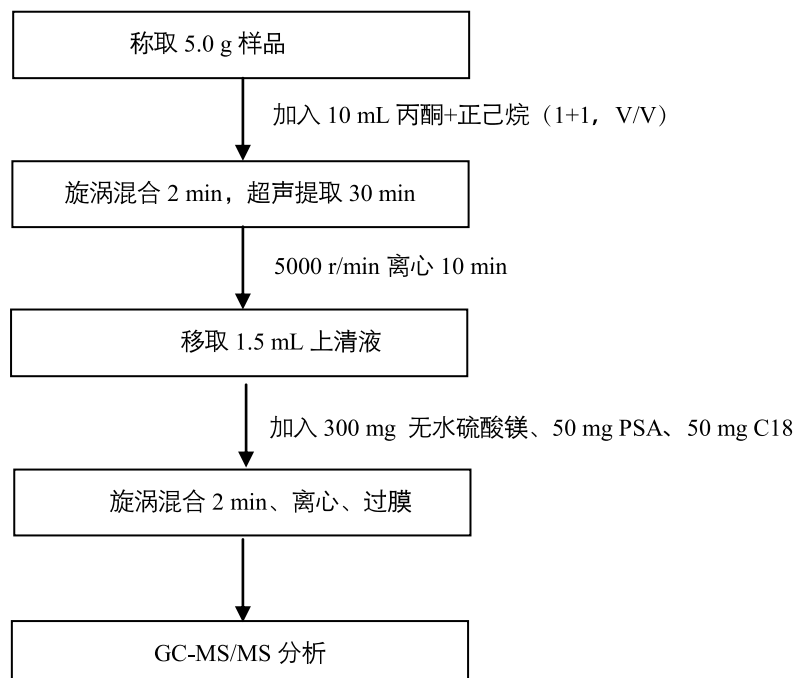 称取 5.0 g 样品
加入 10 mL 丙酮+正己烷（1+1，V/V）
旋涡混合 2 min，超声提取 30 min
5000 r/min 离心 10 min
移取 1.5 mL 上清液
加入 300 mg 无水硫酸镁、50 mg PSA、50 mg C18
旋涡混合 2 min、离心、过膜
GC-MS/MS 分析